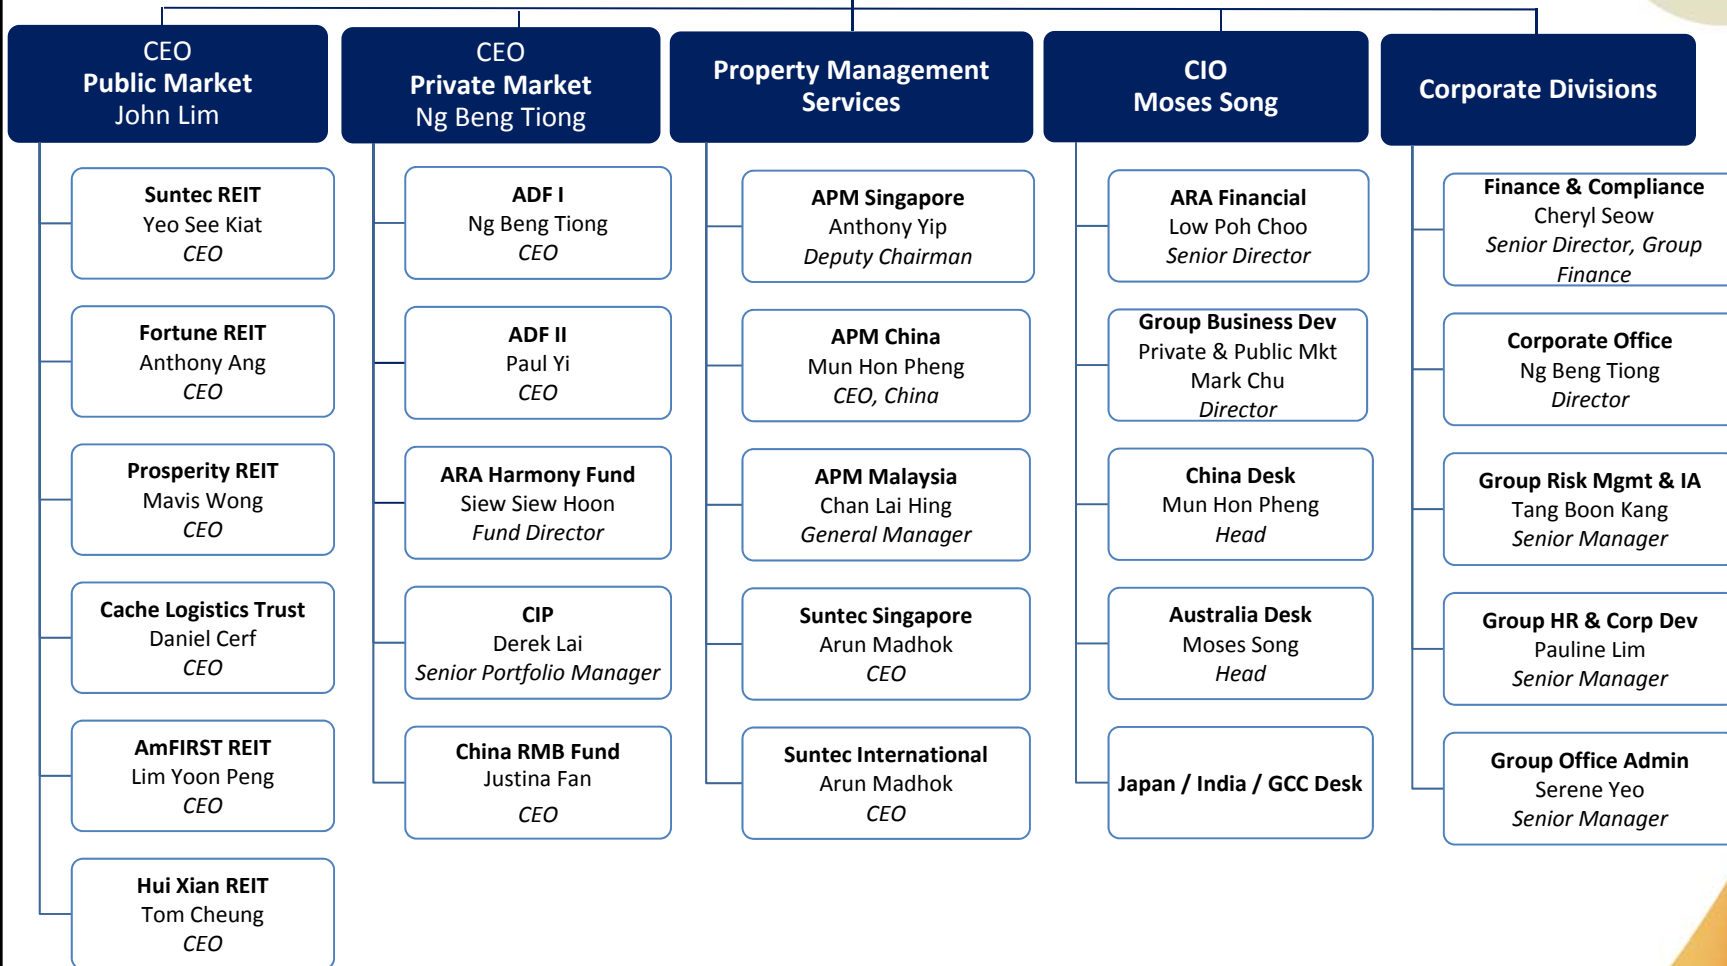 CEO
Public Market
John Lim
Suntec REIT
Yeo See Kiat
CEO
Fortune REIT
Anthony Ang
CEO
Prosperity REIT
Mavis Wong
CEO
Cache Logistics Trust
Daniel Cerf
CEO
AmFIRST REIT
Lim Yoon Peng
CEO
Hui Xian REIT
Tom Cheung
CEO
CEO
Private Market
Ng Beng Tiong
ADF I
Ng Beng Tiong
CEO
ADF II
Paul Yi
CEO
ARA Harmony Fund
Siew Siew Hoon
Fund Director
CIP
Derek Lai
Senior Portfolio Manager
China RMB Fund
Justina Fan
CEO
Property Management
Services
APM Singapore
Anthony Yip
Deputy Chairman
APM China
Mun Hon Pheng
CEO, China
APM Malaysia
Chan Lai Hing
General Manager
Suntec Singapore
Arun Madhok
CEO
Suntec International
Arun Madhok
CEO
CIO
Moses Song
ARA Financial
Low Poh Choo
Senior Director
Group Business Dev
Private & Public Mkt
Mark Chu
Director
China Desk
Mun Hon Pheng
Head
Australia Desk
Moses Song
Head
Japan / India / GCC Desk
Corporate Divisions
Finance & Compliance
Cheryl Seow
Senior Director, Group
Finance
Corporate Office
Ng Beng Tiong
Director
Group Risk Mgmt & IA
Tang Boon Kang
Senior Manager
Group HR & Corp Dev
Pauline Lim
Senior Manager
Group Office Admin
Serene Yeo
Senior Manager